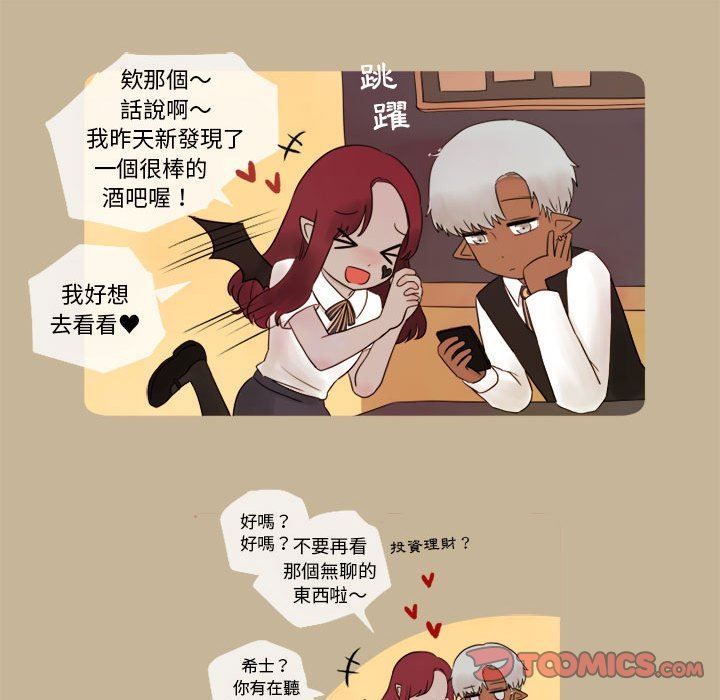 欸那個～
話說啊～
我昨天新發現了
一個很棒的
酒吧喔！
跳
躍
我好想
去看看♥
好嗎？
好嗎？
不要再看
那個無聊的
東西啦～
投資理財？
希士？
你有在聽
TOOMICS.COM